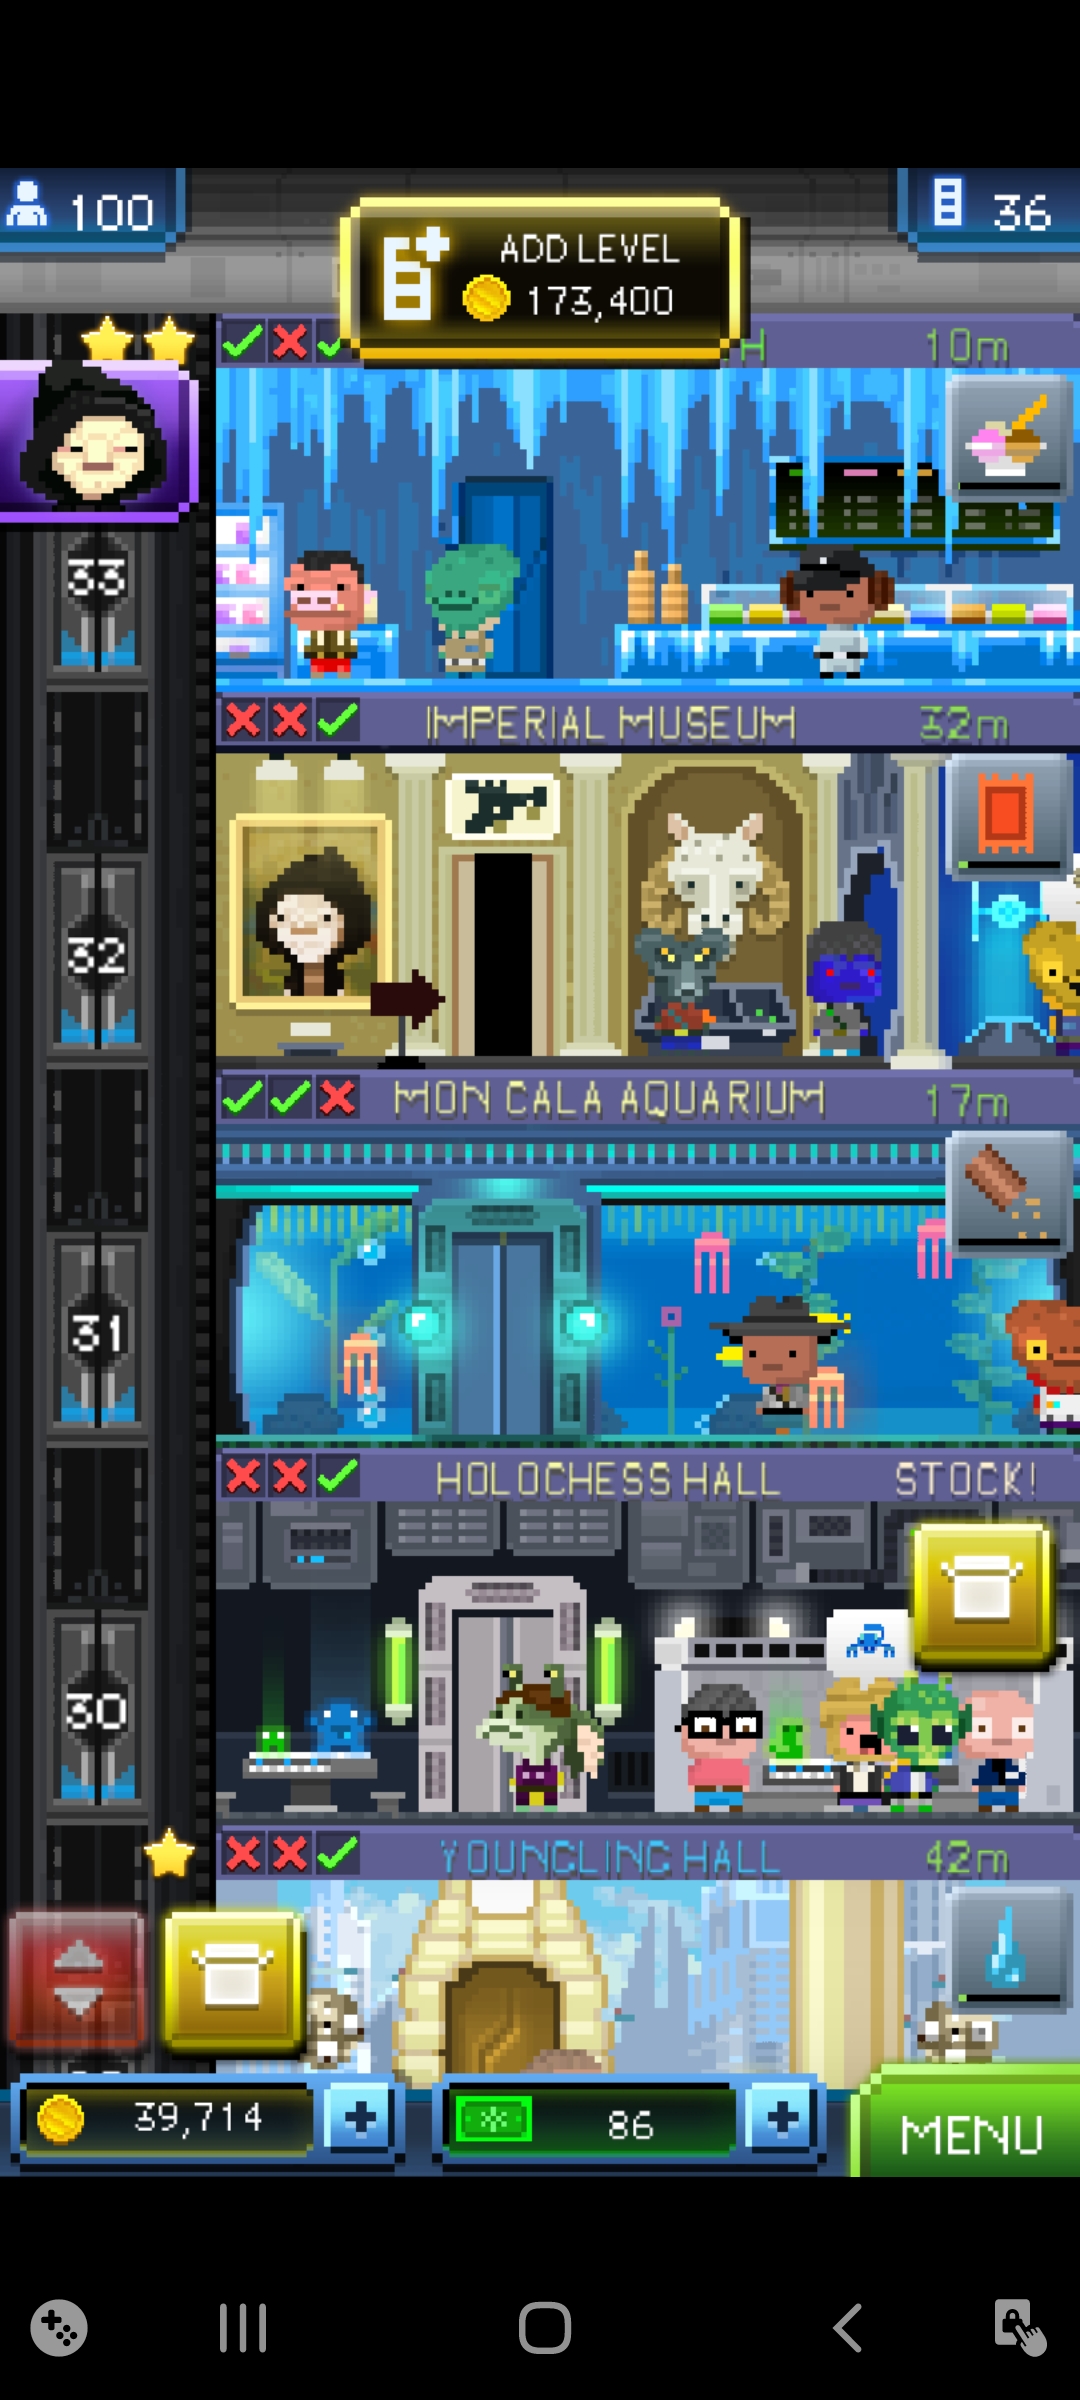 100
ADD LEVEL
173,400
36
H
10m
33
IMPERIAL MUSEUM
32m
32
MON CALA AQUARIUM
17m
31
HOLOCHESS HALL
STOCK!
30
YOUNGLING HALL
42m
39,714
86
MENU